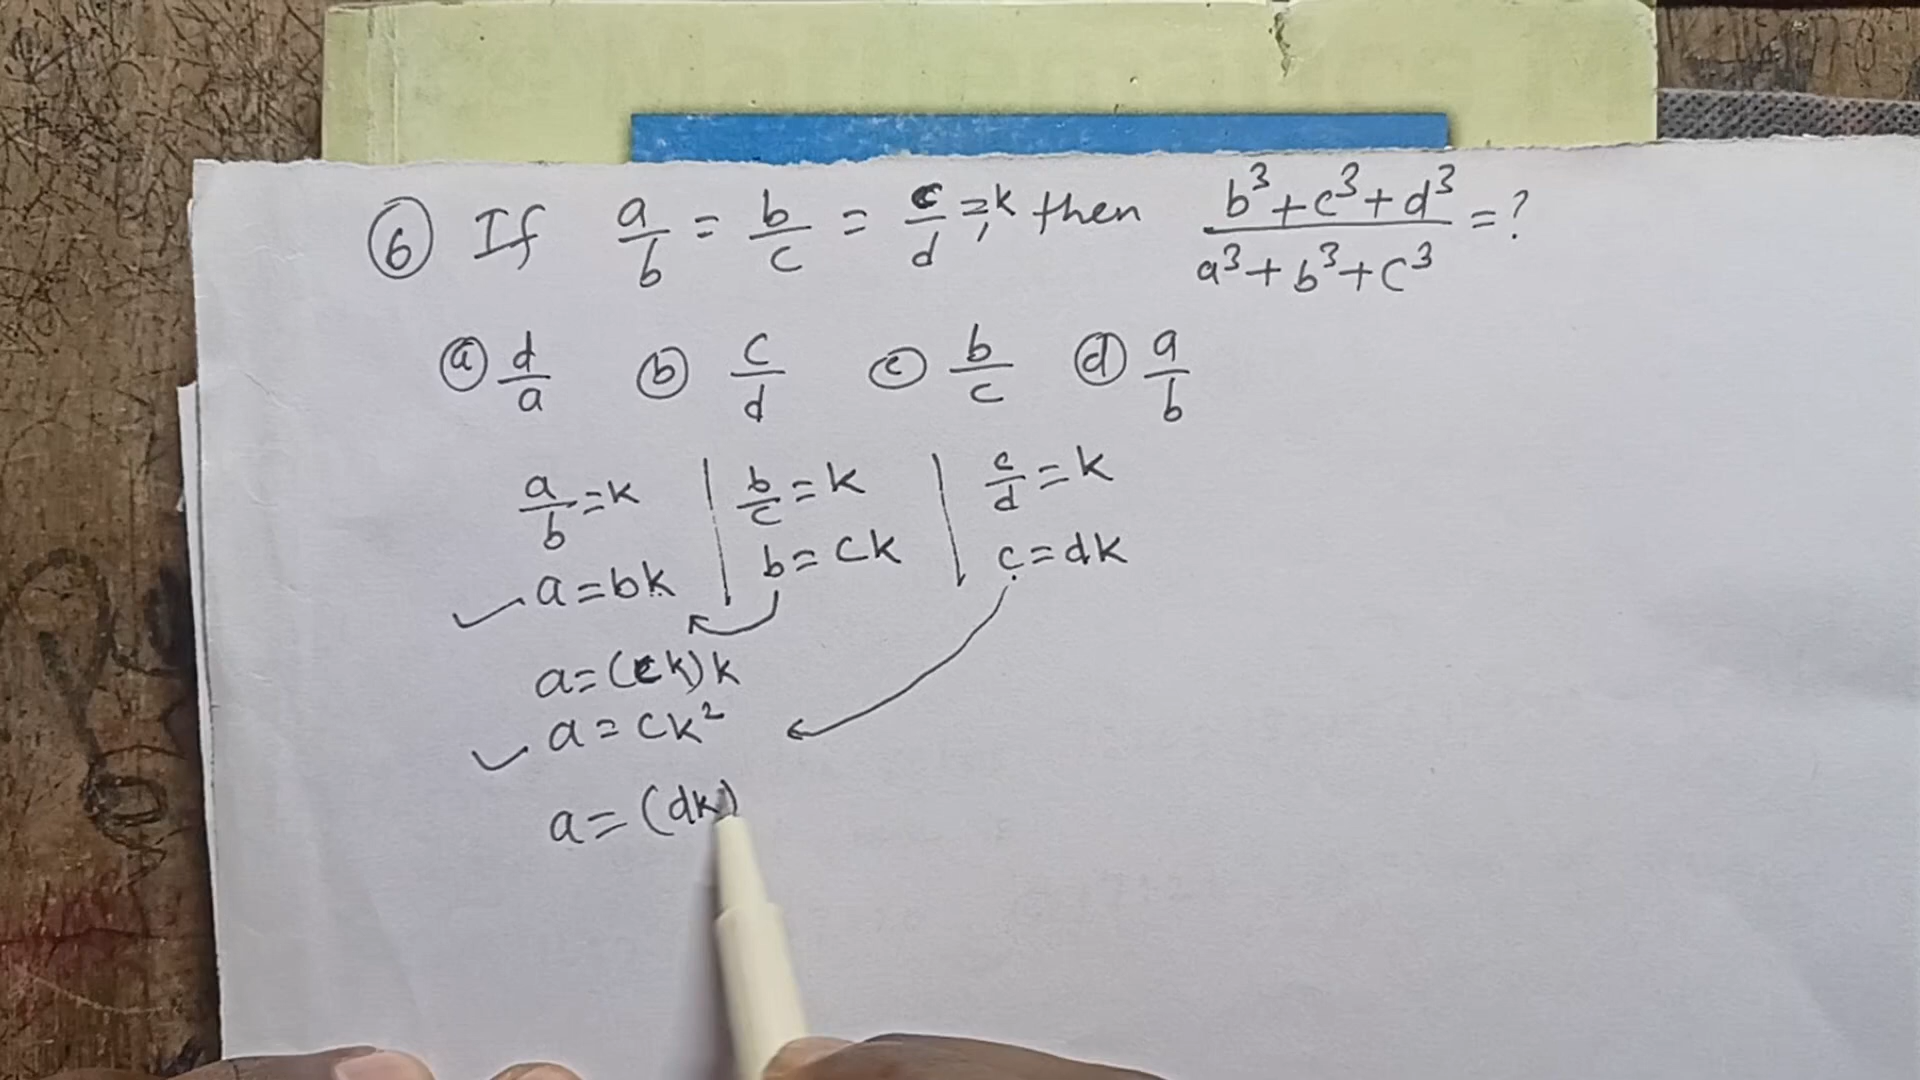 ⑥ If a/b = b/c = c/d = k, then (b³+c³+d³)/(a³+b³+c³) = ?
ⓐ d/a ⓑ c/d ⓒ b/c ⓓ a/b
a/b = k | b/c = k | c/d = k
a = bk | b = ck | c = dk
a = (ck)k
a = ck²
a = (dk)